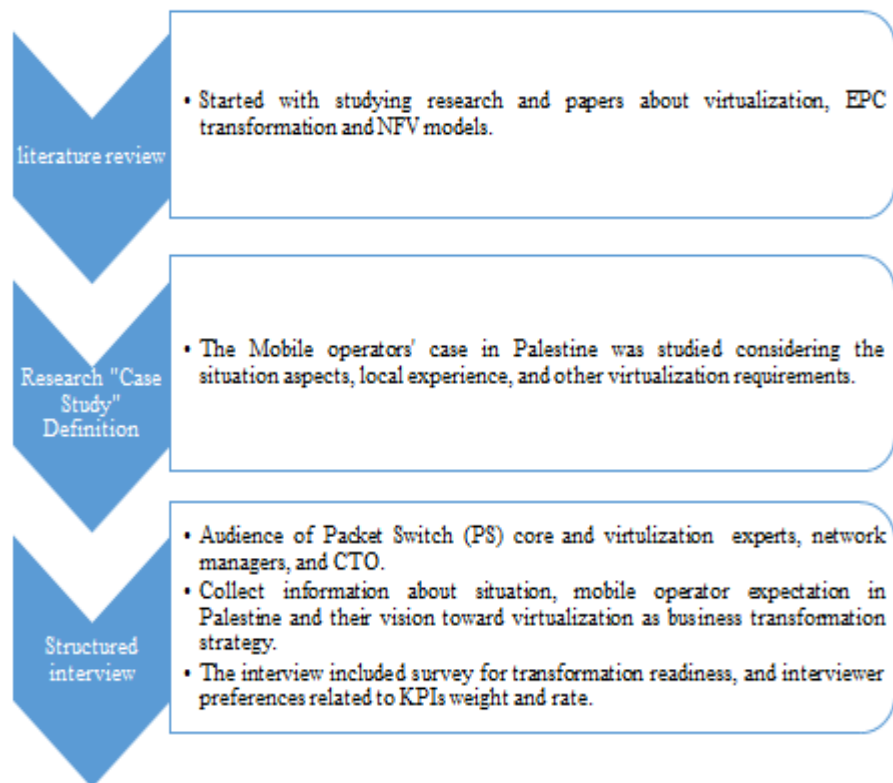 literature review
• Started with studying research and papers about virtualization, EPC
transformation and NFV models.
Research "Case
Study"
Definition
• The Mobile operators' case in Palestine was studied considering the
situation aspects, local experience, and other virtualization requirements.
Structured
interview
• Audience of Packet Switch (PS) core and virtulization experts, network
managers, and CTO.
• Collect information about situation, mobile operator expectation in
Palestine and their vision toward virtualization as business transformation
strategy.
• The interview included survey for transformation readiness, and interviewer
preferences related to KPIs weight and rate.